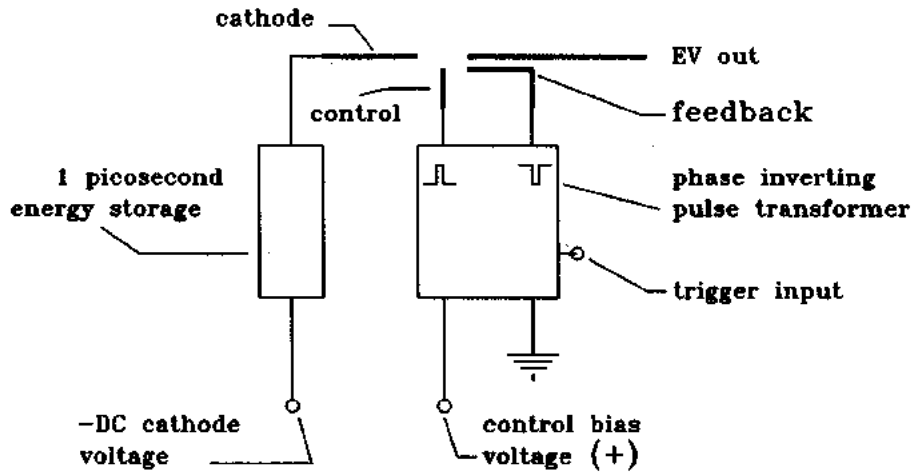 cathode
EV out
control
feedback
1 picosecond
energy storage
phase inverting
pulse transformer
trigger input
-DC cathode
voltage
control bias
voltage (+)